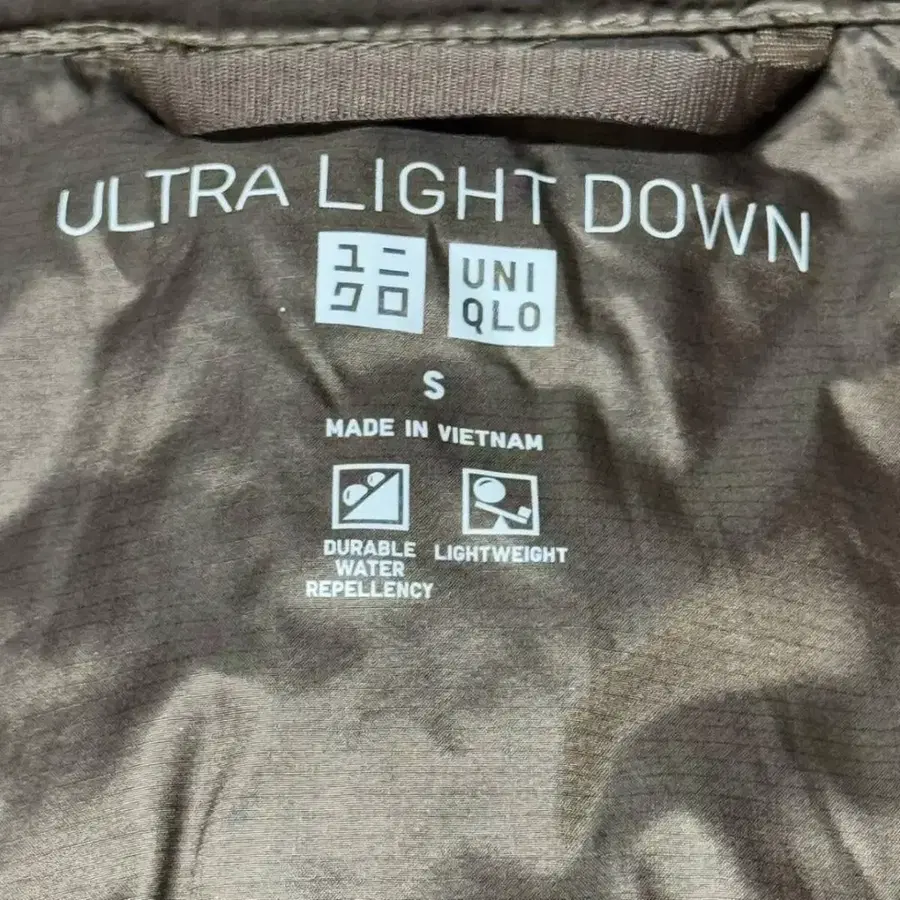 ULTRA LIGHT DOWN
ユニ
クロ
UNI
QLO
S
MADE IN VIETNAM
DURABLE
WATER
REPELLENCY
LIGHTWEIGHT